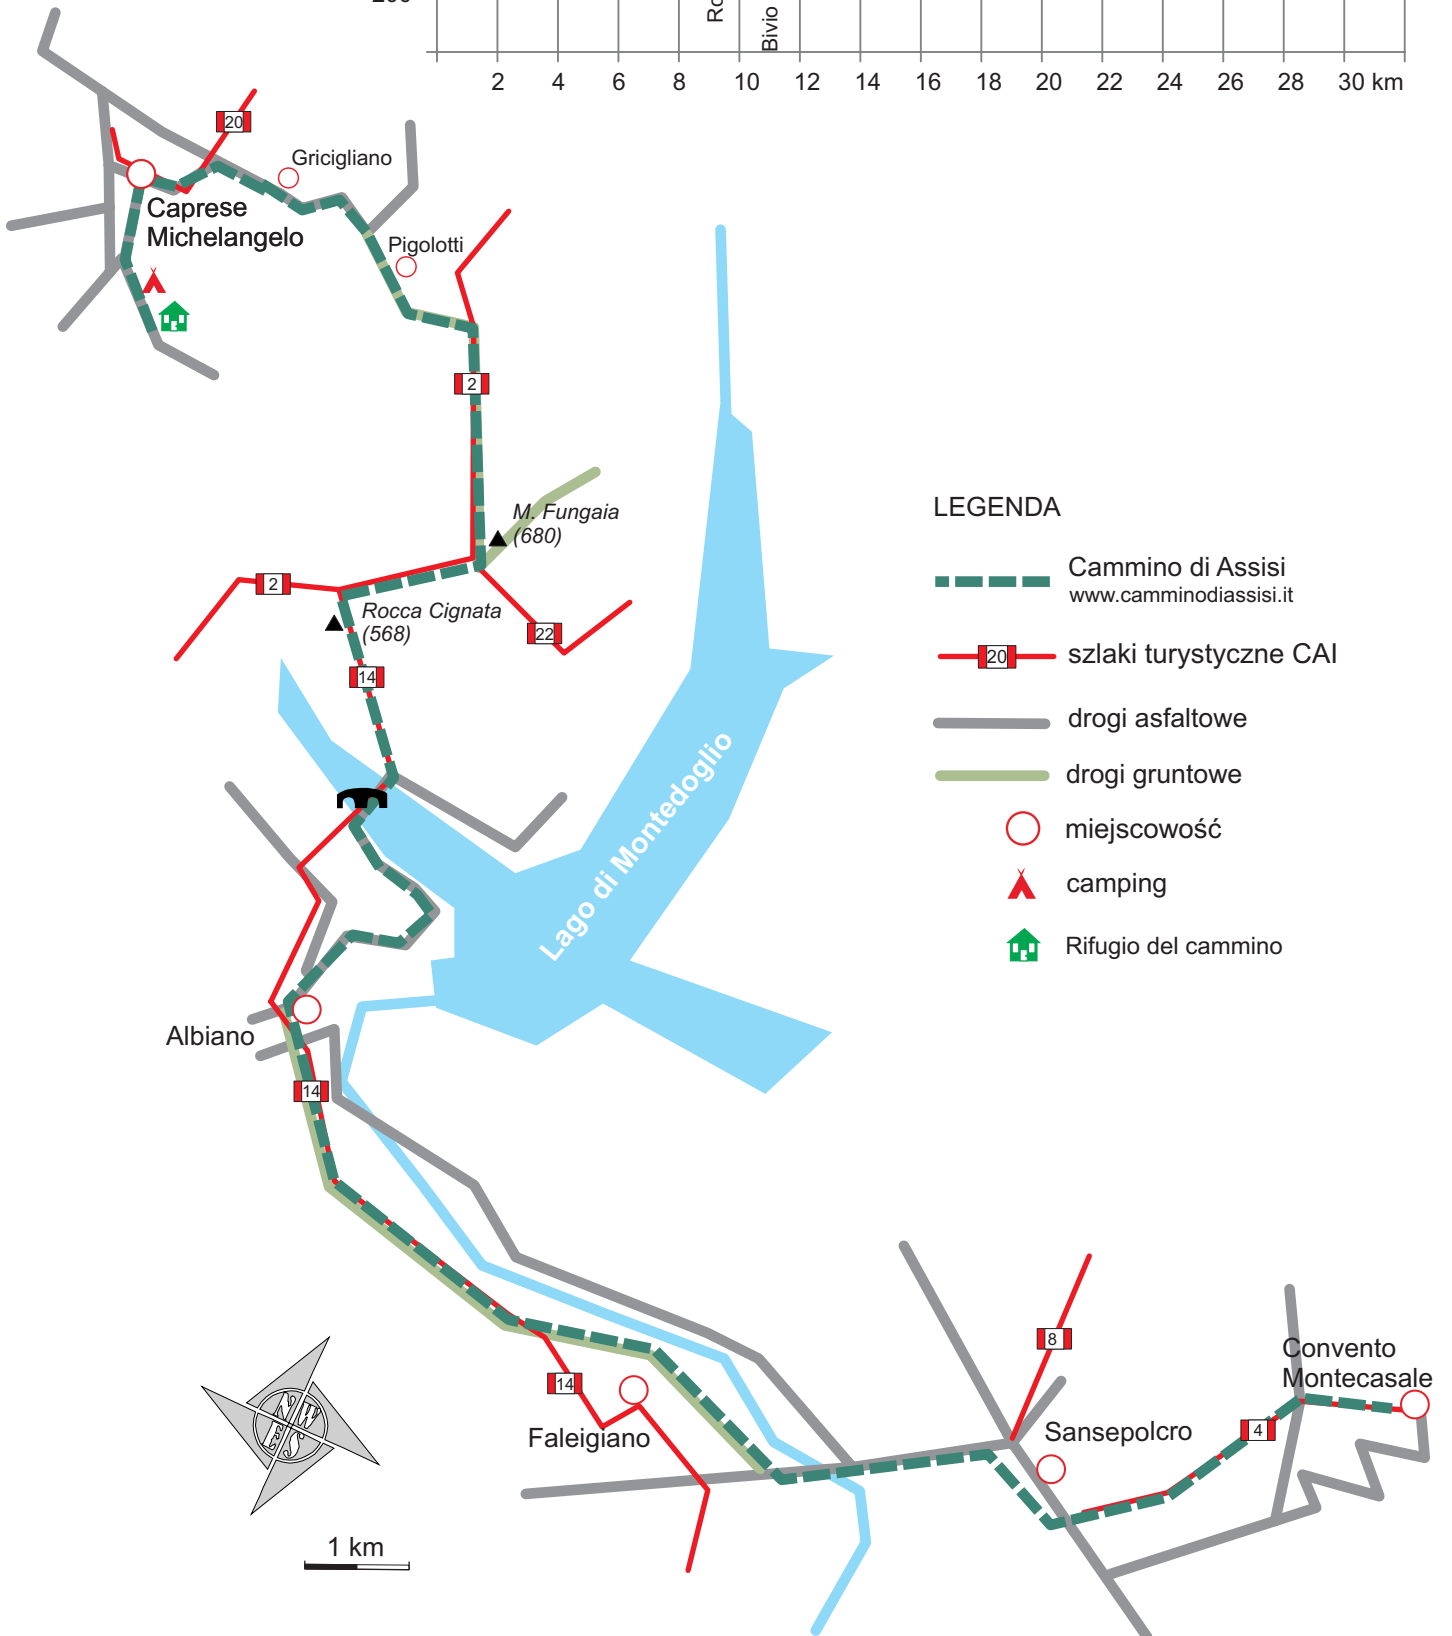 Ro
Bivio
2 4 6 8 10 12 14 16 18 20 22 24 26 28 30 km
20
Gricigliano
Caprese
Michelangelo
Pigolotti
2
M. Fungaia
(680)
2
Rocca Cignata
(568)
22
14
Lago di Montedoglio
LEGENDA
Cammino di Assisi
www.camminodiassisi.it
20
szlaki turystyczne CAI
drogi asfaltowe
drogi gruntowe
miejscowość
camping
Rifugio del cammino
Albiano
14
8
Convento
Montecasale
14
Faleigiano
Sansepolcro
4
N
W
E
S
1 km